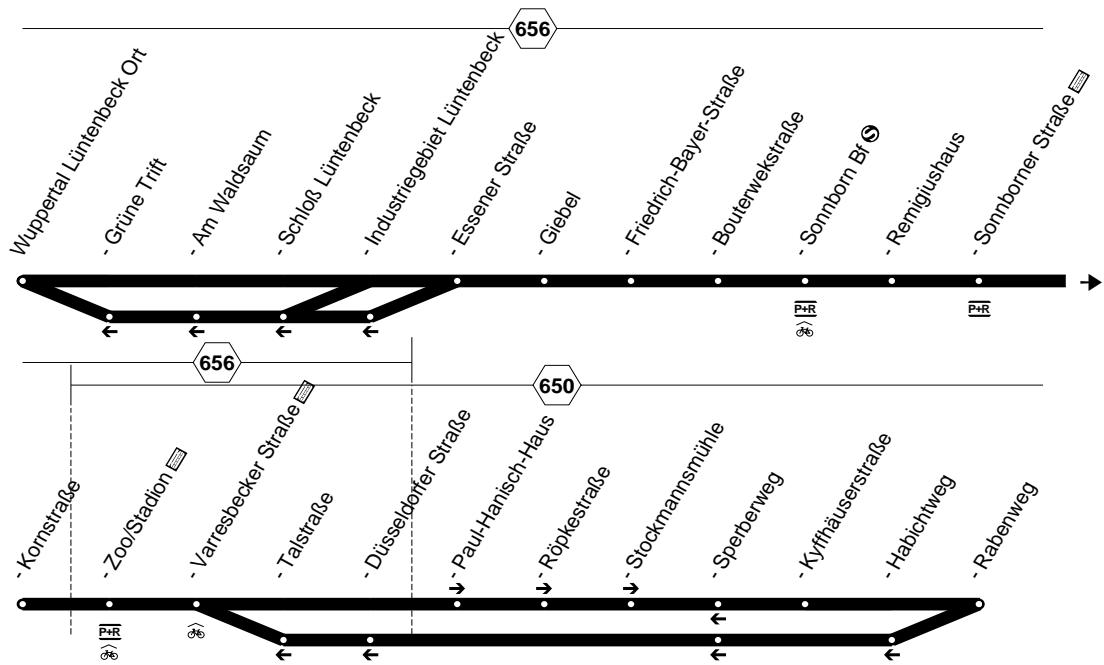 656
Wuppertal Lüntenbeck Ort
- Grüne Trift
- Am Waldsaum
- Schloß Lüntenbeck
- Industriegebiet Lüntenbeck
- Essener Straße
- Giebel
- Friedrich-Bayer-Straße
- Bouterwekstraße
- Sonnborn Bf S
- Remigiushaus
- Sonnborner Straße
P+R
P+R
656
650
- Kornstraße
- Zoo/Stadion
- Varresbecker Straße
- Talstraße
- Düsseldorfer Straße
- Paul-Hanisch-Haus
- Röpkestraße
- Stockmannsmühle
- Sperberweg
- Kyffhäuserstraße
- Habichtweg
- Rabenweg
P+R